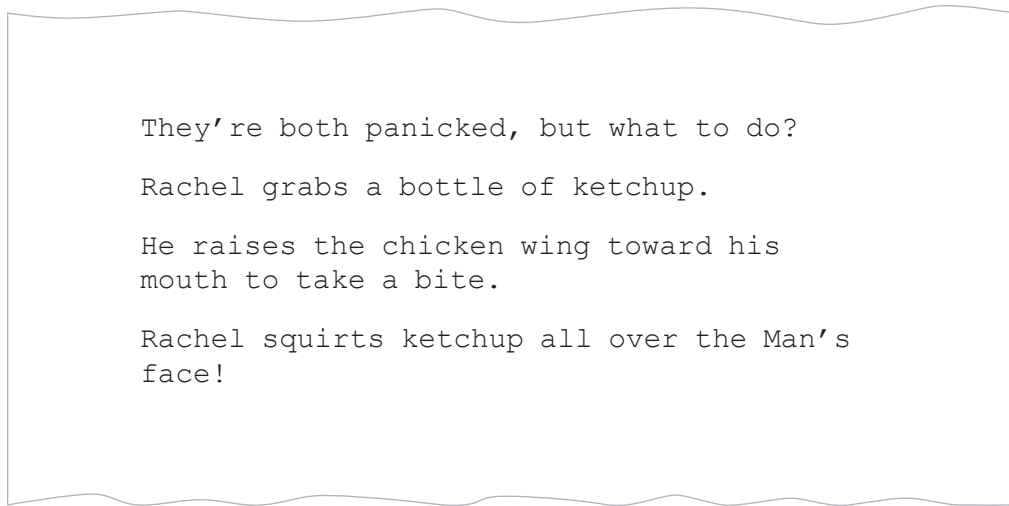 They’re both panicked, but what to do?
Rachel grabs a bottle of ketchup.
He raises the chicken wing toward his
mouth to take a bite.
Rachel squirts ketchup all over the Man’s
face!